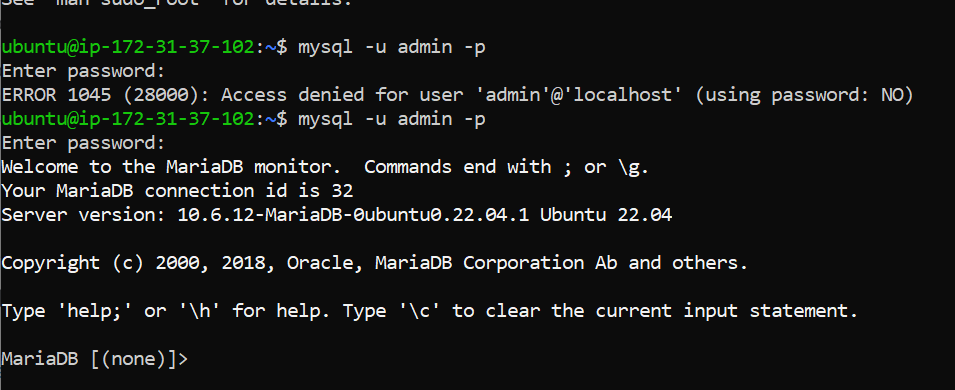 See "man sudo_root" for details.
ubuntu@ip-172-31-37-102:~$ mysql -u admin -p
Enter password:
ERROR 1045 (28000): Access denied for user 'admin'@'localhost' (using password: NO)
ubuntu@ip-172-31-37-102:~$ mysql -u admin -p
Enter password:
Welcome to the MariaDB monitor.  Commands end with ; or \g.
Your MariaDB connection id is 32
Server version: 10.6.12-MariaDB-0ubuntu0.22.04.1 Ubuntu 22.04
Copyright (c) 2000, 2018, Oracle, MariaDB Corporation Ab and others.
Type 'help;' or '\h' for help. Type '\c' to clear the current input statement.
MariaDB [(none)]>